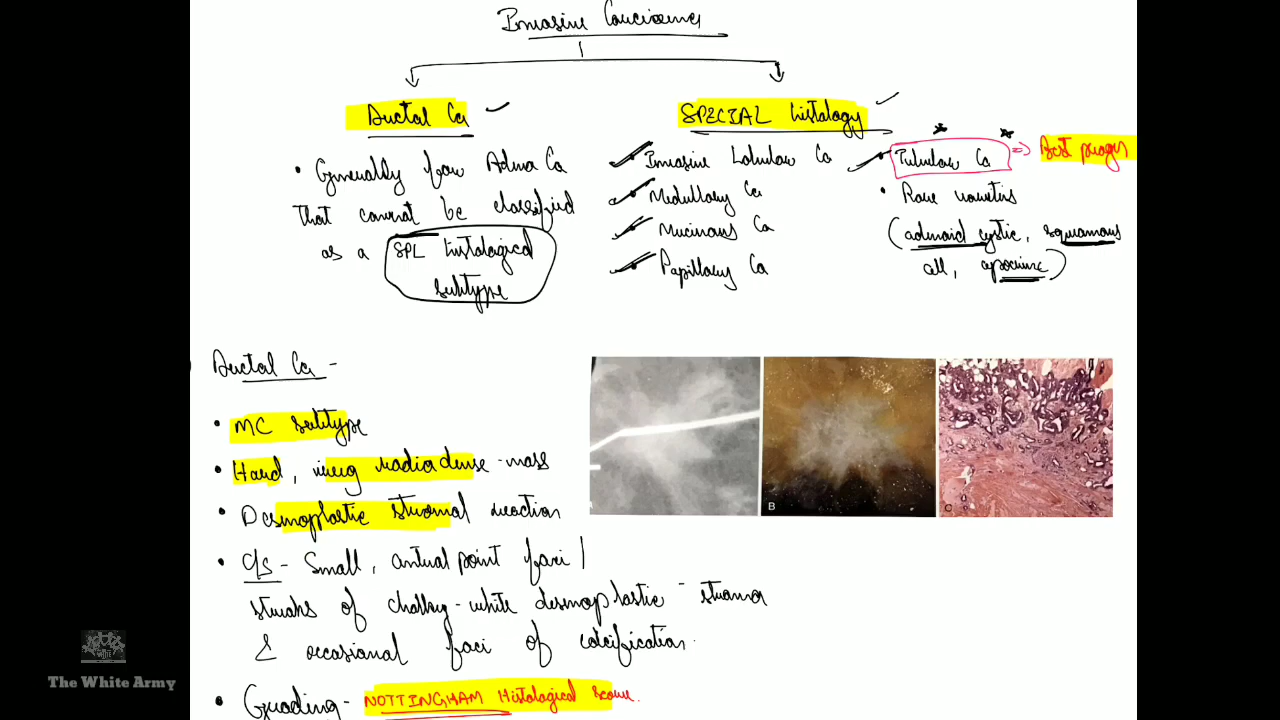 Invasive Carcinoma
Ductal Ca
SPECIAL histology
• Generally for Adeno Ca
that cannot be classified
as a SPL histological
subtype
• Invasive Lobular Ca
• Medullary Ca
• Mucinous Ca
• Papillary Ca
• Tubular Ca => Best progn
• Rare variants
(adenoid cystic, squamous
cell, apocrine)
Ductal Ca -
• MC subtype
• Hard, irreg radiodense mass
• Desmoplastic stromal reaction
• C/S - Small, central point foci /
streaks of chalky-white desmoplastic stroma
& occasional foci of calcification.
• Grading - NOTTINGHAM Histological Score.
B
C
The White Army